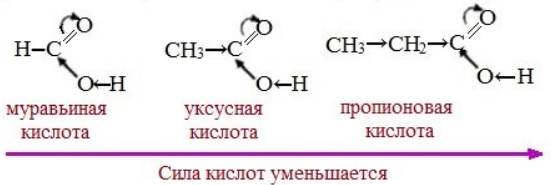 H–C O
O←H
CH₃→C O
O←H
CH₃→CH₂→C O
O←H
муравьиная
кислота
уксусная
кислота
пропионовая
кислота
Сила кислот уменьшается